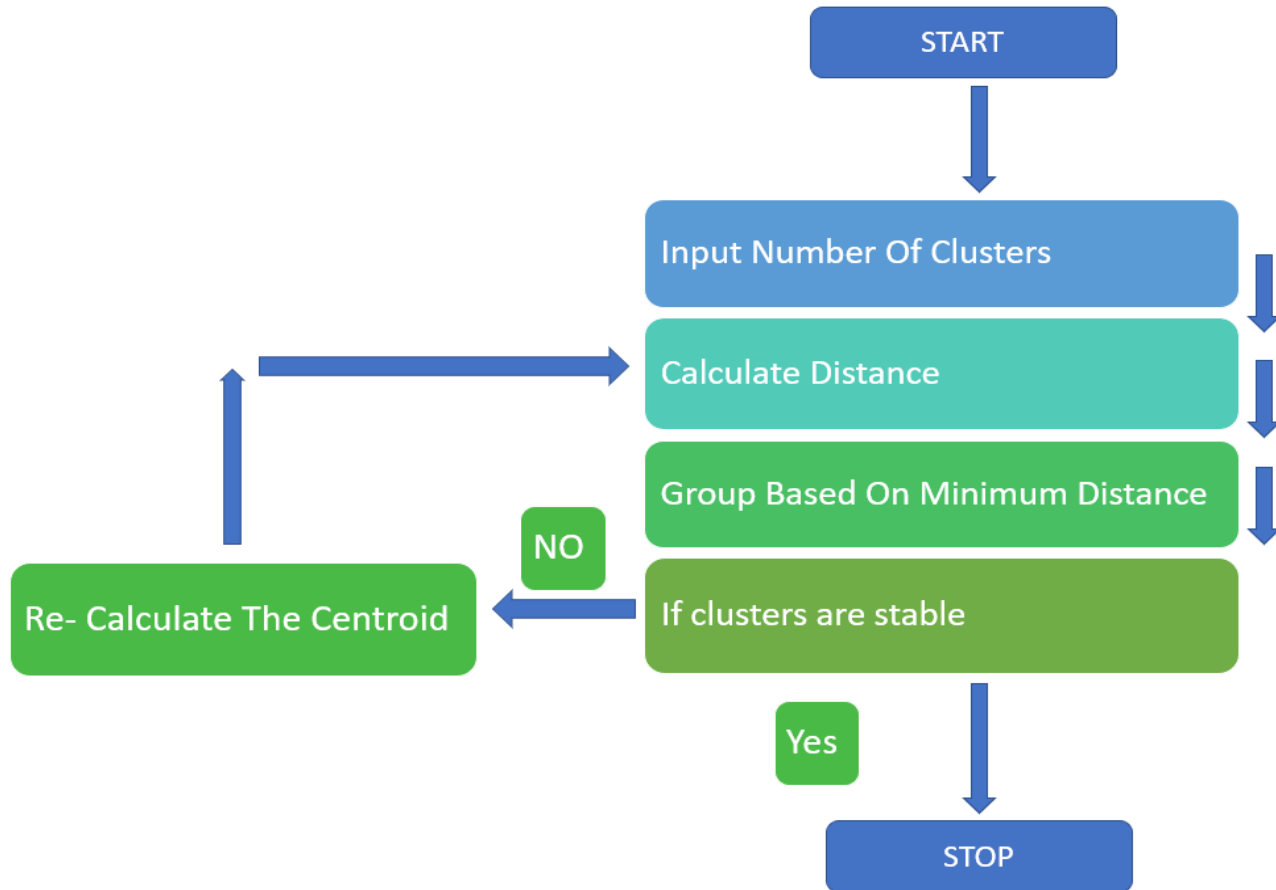 START
Input Number Of Clusters
Calculate Distance
Group Based On Minimum Distance
NO
Re- Calculate The Centroid
If clusters are stable
Yes
STOP